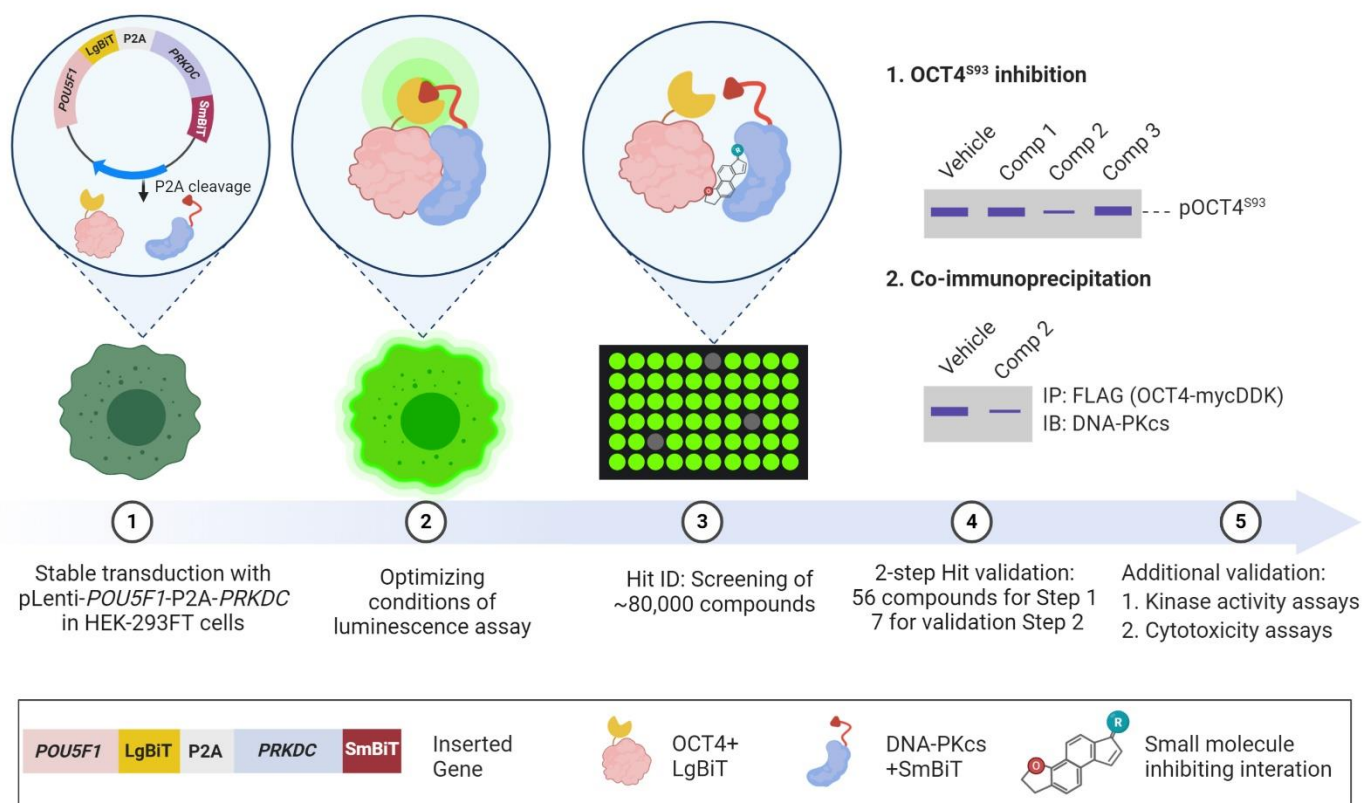 POU5F1
LgBiT
P2A
PRKDC
SmBiT
P2A cleavage
R
O
1. OCT4S93 inhibition
Vehicle
Comp 1
Comp 2
Comp 3
pOCT4S93
2. Co-immunoprecipitation
Vehicle
Comp 2
IP: FLAG (OCT4-mycDDK)
IB: DNA-PKcs
1
2
3
4
5
Stable transduction with
pLenti-POU5F1-P2A-PRKDC
in HEK-293FT cells
Optimizing
conditions of
luminescence assay
Hit ID: Screening of
~80,000 compounds
2-step Hit validation:
56 compounds for Step 1
7 for validation Step 2
Additional validation:
1. Kinase activity assays
2. Cytotoxicity assays
POU5F1 LgBiT P2A PRKDC SmBiT
Inserted
Gene
OCT4+
LgBiT
DNA-PKcs
+SmBiT
R
O
Small molecule
inhibiting interation